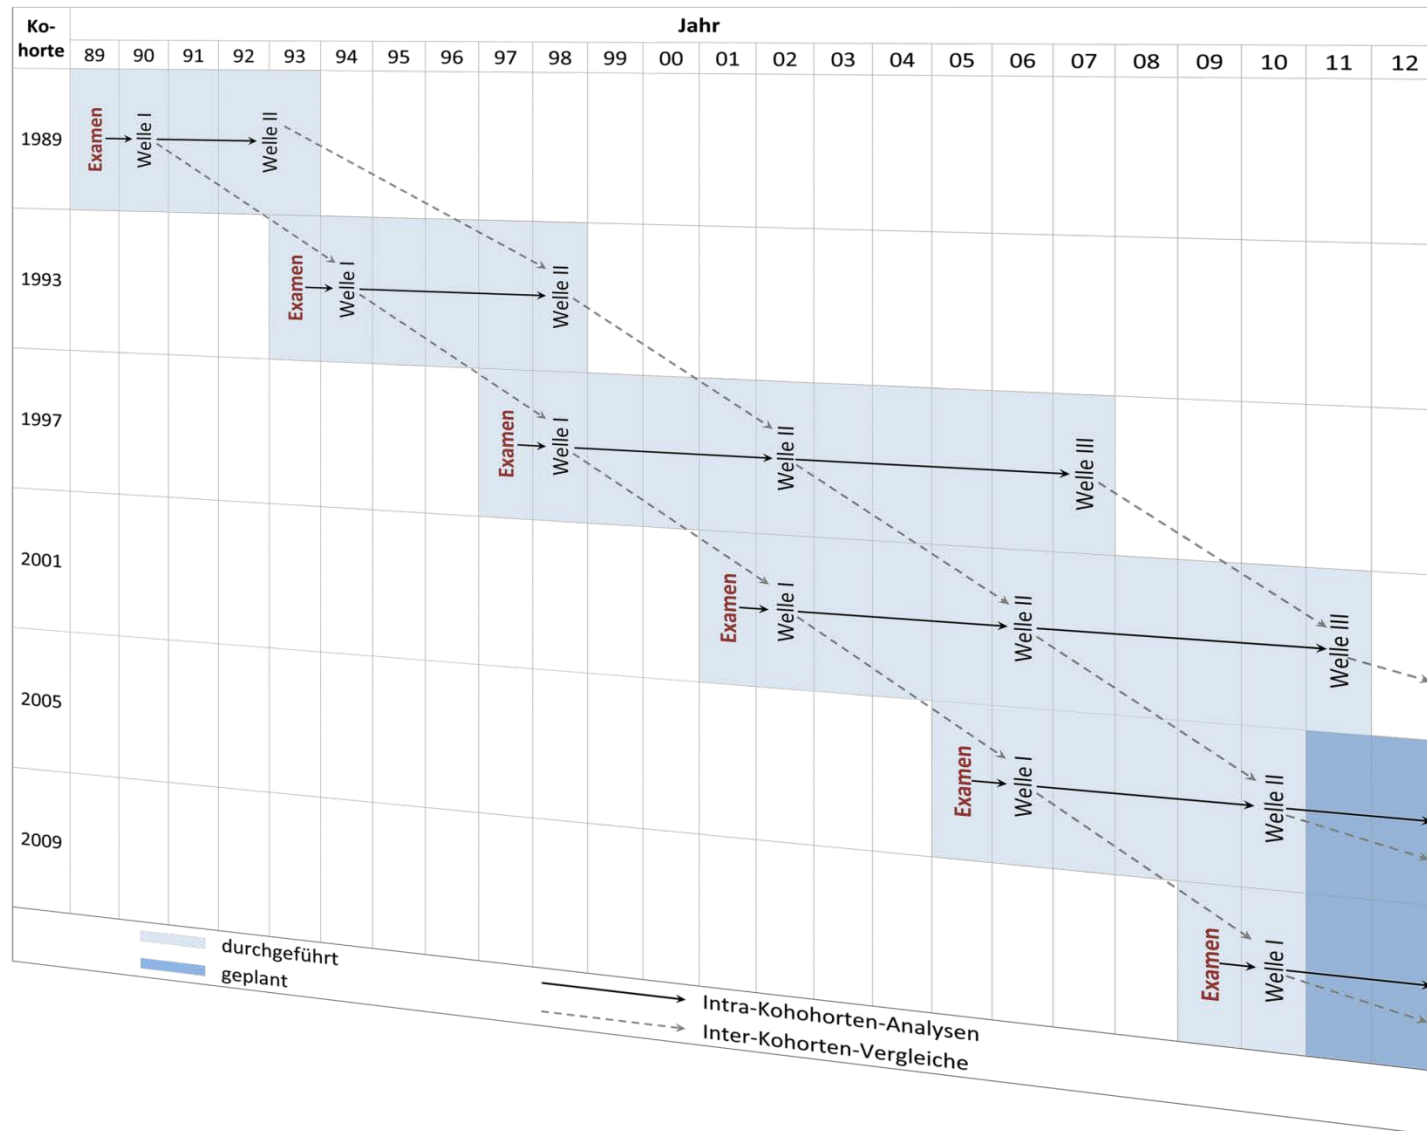 Ko-
horte
Jahr
89 90 91 92 93 94 95 96 97 98 99 00 01 02 03 04 05 06 07 08 09 10 11 12
1989 Examen Welle I Welle II
1993 Examen Welle I Welle II
1997 Examen Welle I Welle II Welle III
2001 Examen Welle I Welle II Welle III
2005 Examen Welle I Welle II
2009 Examen Welle I
durchgeführt
geplant
Intra-Kohohorten-Analysen
Inter-Kohorten-Vergleiche